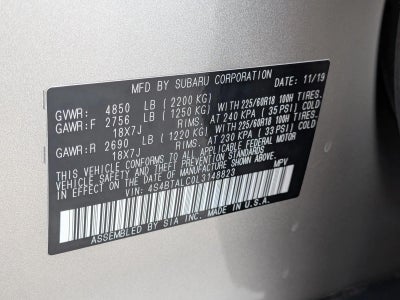 MFD BY SUBARU CORPORATION DATE: 11/19
GVWR: 4850 LB (2200 KG)
GAWR:F 2756 LB (1250 KG) WITH 225/60R18 100H TIRES.
18X7J RIMS. AT 240 KPA ( 35 PSI) COLD
GAWR:R 2690 LB (1220 KG) WITH 225/60R18 100H TIRES.
18X7J RIMS. AT 230 KPA ( 33 PSI) COLD
THIS VEHICLE CONFORMS TO ALL APPLICABLE FEDERAL MOTOR
VEHICLE SAFETY, BUMPER, AND THEFT PREVENTION STANDARDS
IN EFFECT ON THE DATE OF MANUFACTURE SHOWN ABOVE.
VIN: 4S4BTALC0L3148823 MPV
ASSEMBLED BY SIA INC. MADE IN U.S.A.